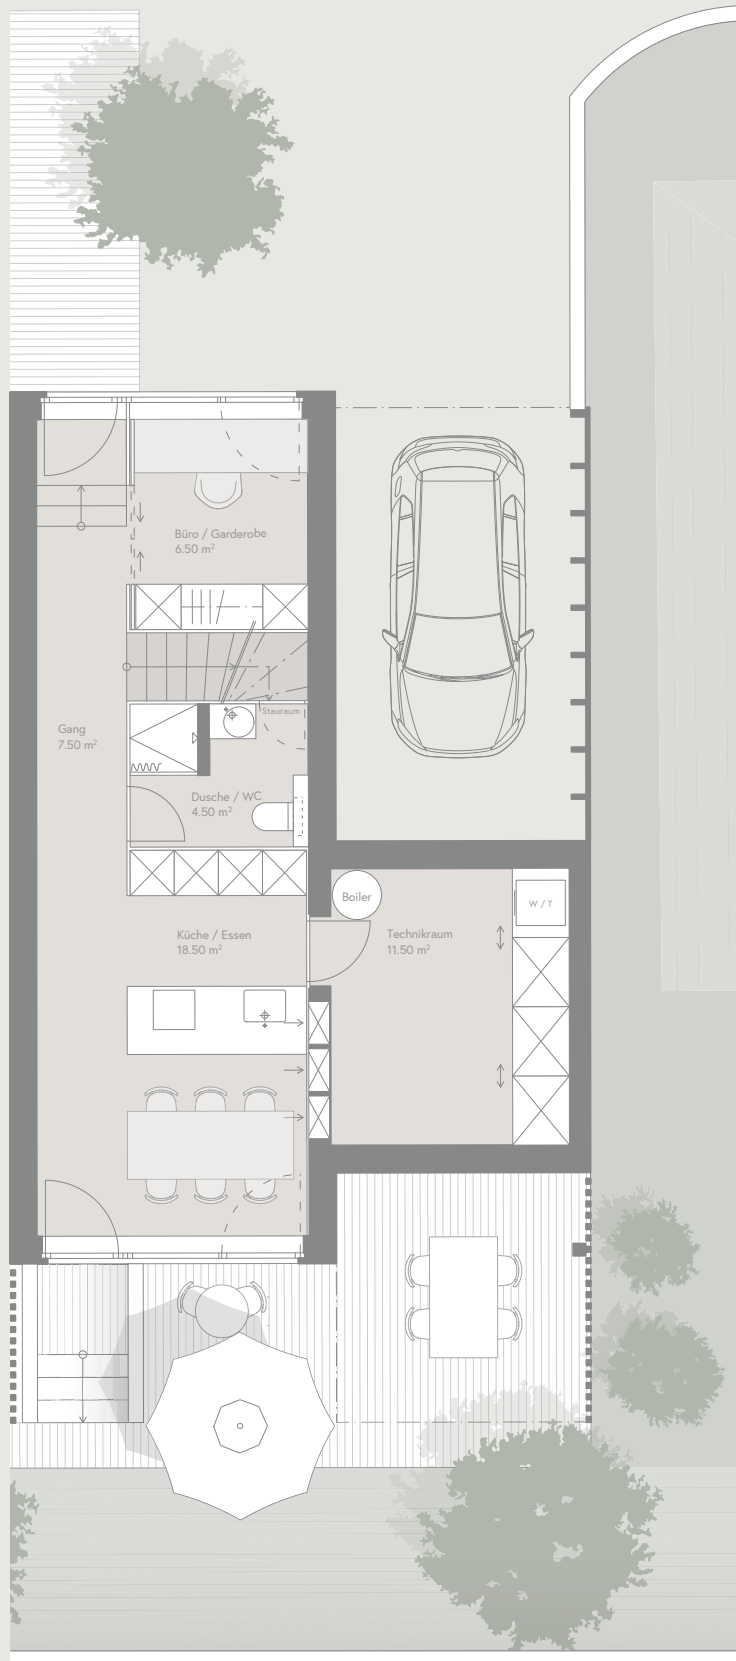 Büro / Garderobe
6.50 m²
Stauraum
Gang
7.50 m²
Dusche / WC
4.50 m²
Boiler
W / T
Küche / Essen
18.50 m²
Technikraum
11.50 m²